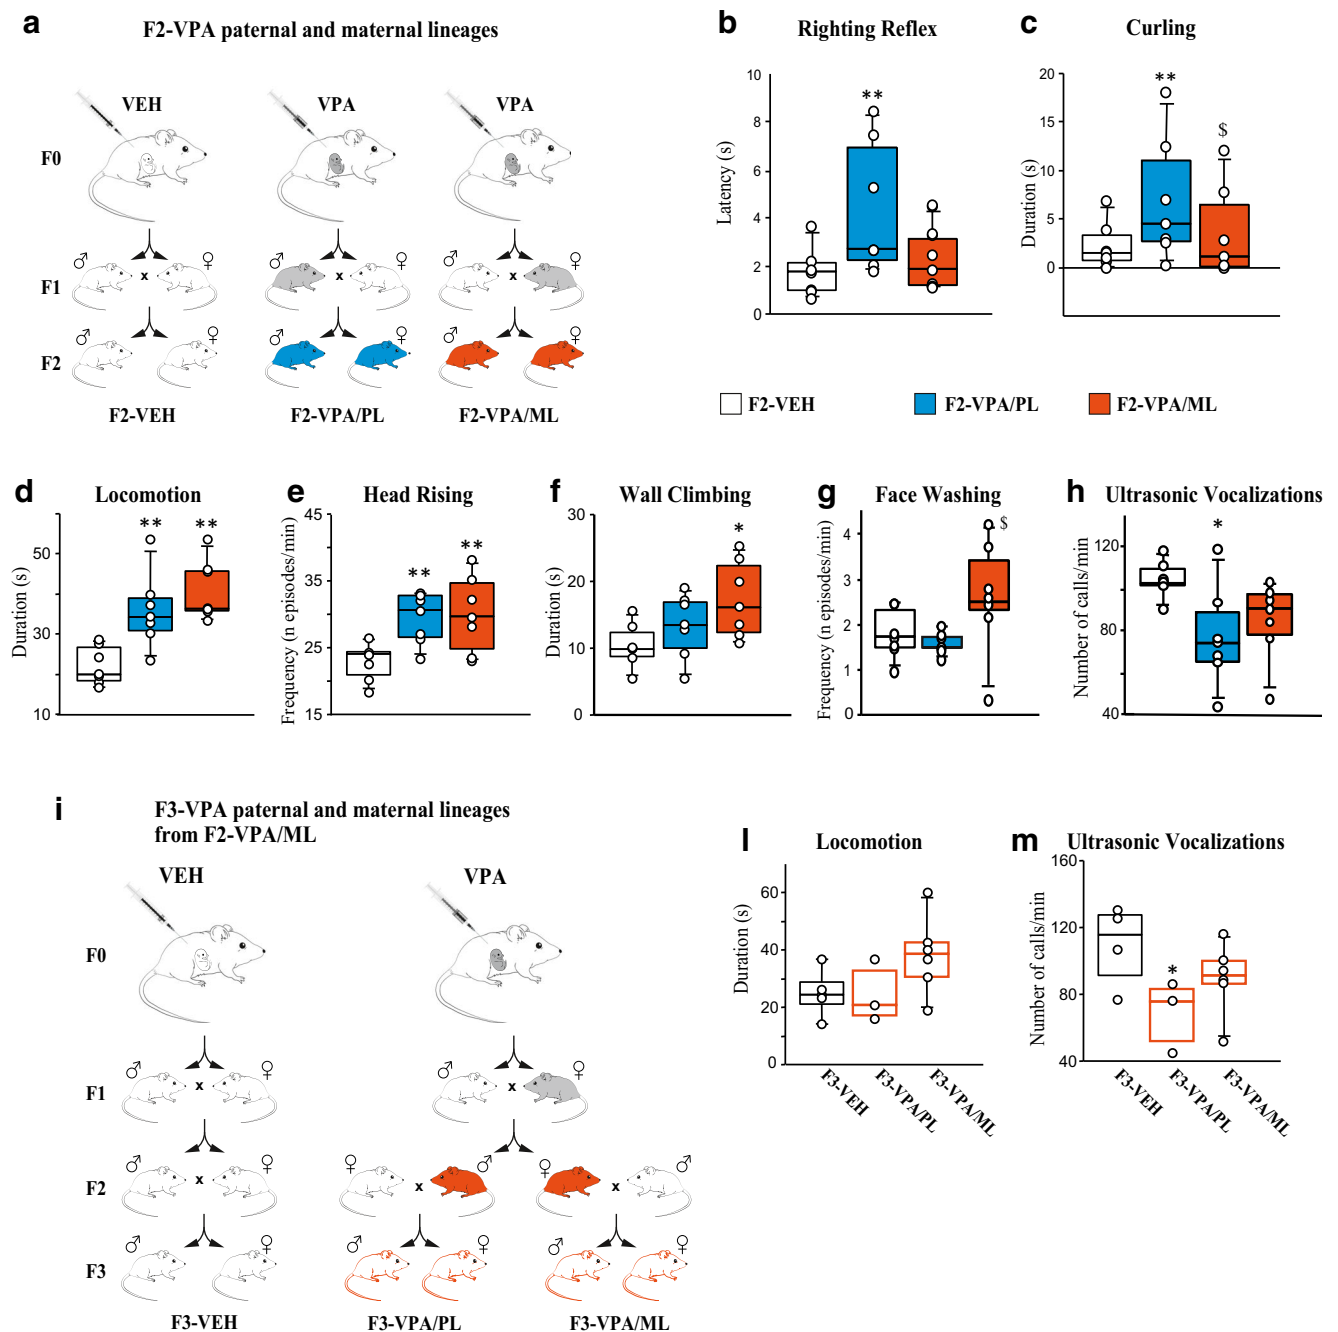 a
F2-VPA paternal and maternal lineages
VEH
VPA
VPA
F0
♂
♀
♂
♀
♂
♀
F1
x
x
x
♂
♀
♂
♀
♂
♀
F2
F2-VEH
F2-VPA/PL
F2-VPA/ML
b
Righting Reflex
Latency (s)
10
8
6
4
2
0
**
c
Curling
Duration (s)
20
15
10
5
0
**
$
F2-VEH
F2-VPA/PL
F2-VPA/ML
d
Locomotion
Duration (s)
50
30
10
**
**
e
Head Rising
Frequency (n episodes/min)
45
35
25
15
**
**
f
Wall Climbing
Duration (s)
30
20
10
0
*
g
Face Washing
Frequency (n episodes/min)
4
3
2
1
0
$
h
Ultrasonic Vocalizations
Number of calls/min
120
80
40
*
i
F3-VPA paternal and maternal lineages
from F2-VPA/ML
VEH
VPA
F0
♂
♀
♂
♀
F1
x
x
♂
♀
♀
♂
♀
♂
F2
x
x
x
♂
♀
♂
♀
♂
♀
F3
F3-VEH
F3-VPA/PL
F3-VPA/ML
l
Locomotion
Duration (s)
60
40
20
0
F3-VEH
F3-VPA/PL
F3-VPA/ML
m
Ultrasonic Vocalizations
Number of calls/min
160
120
80
40
*
F3-VEH
F3-VPA/PL
F3-VPA/ML